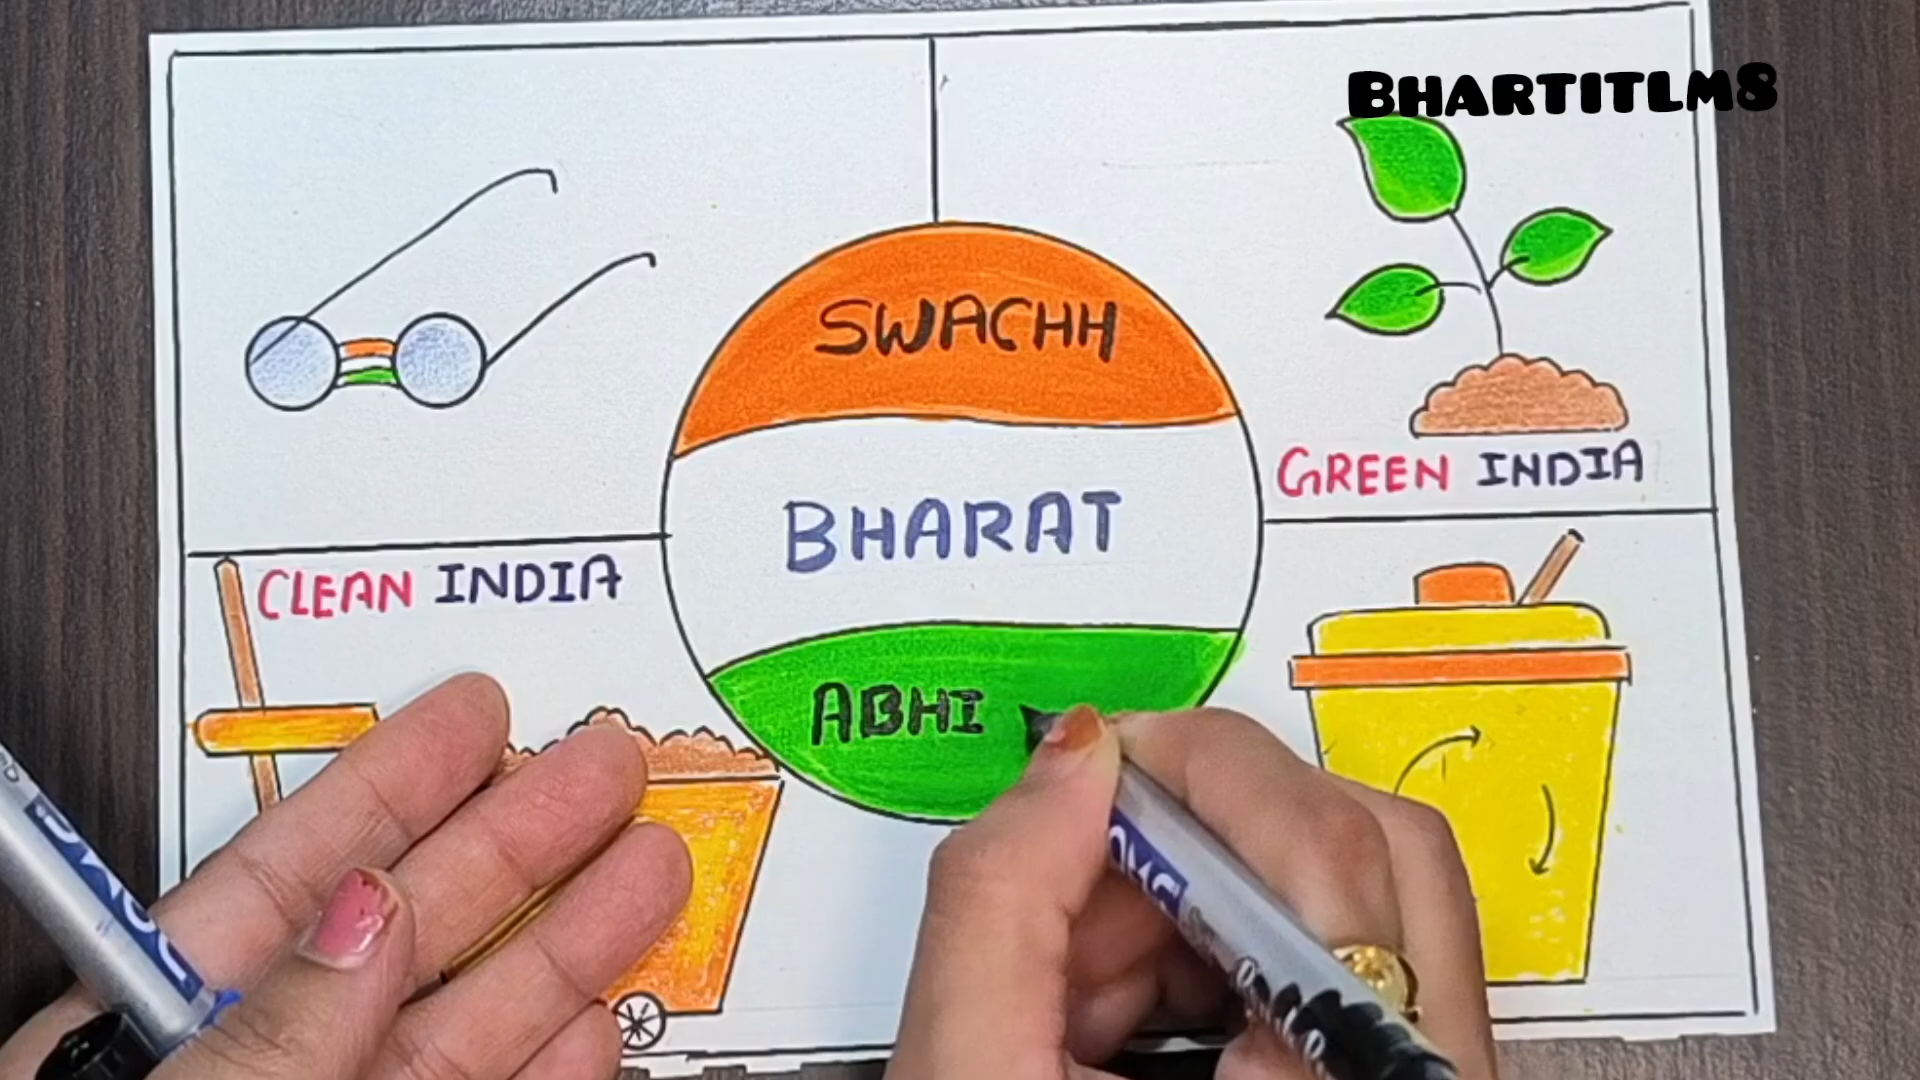 BHARTITLM8
SWACHH
BHARAT
ABHI
GREEN INDIA
CLEAN INDIA